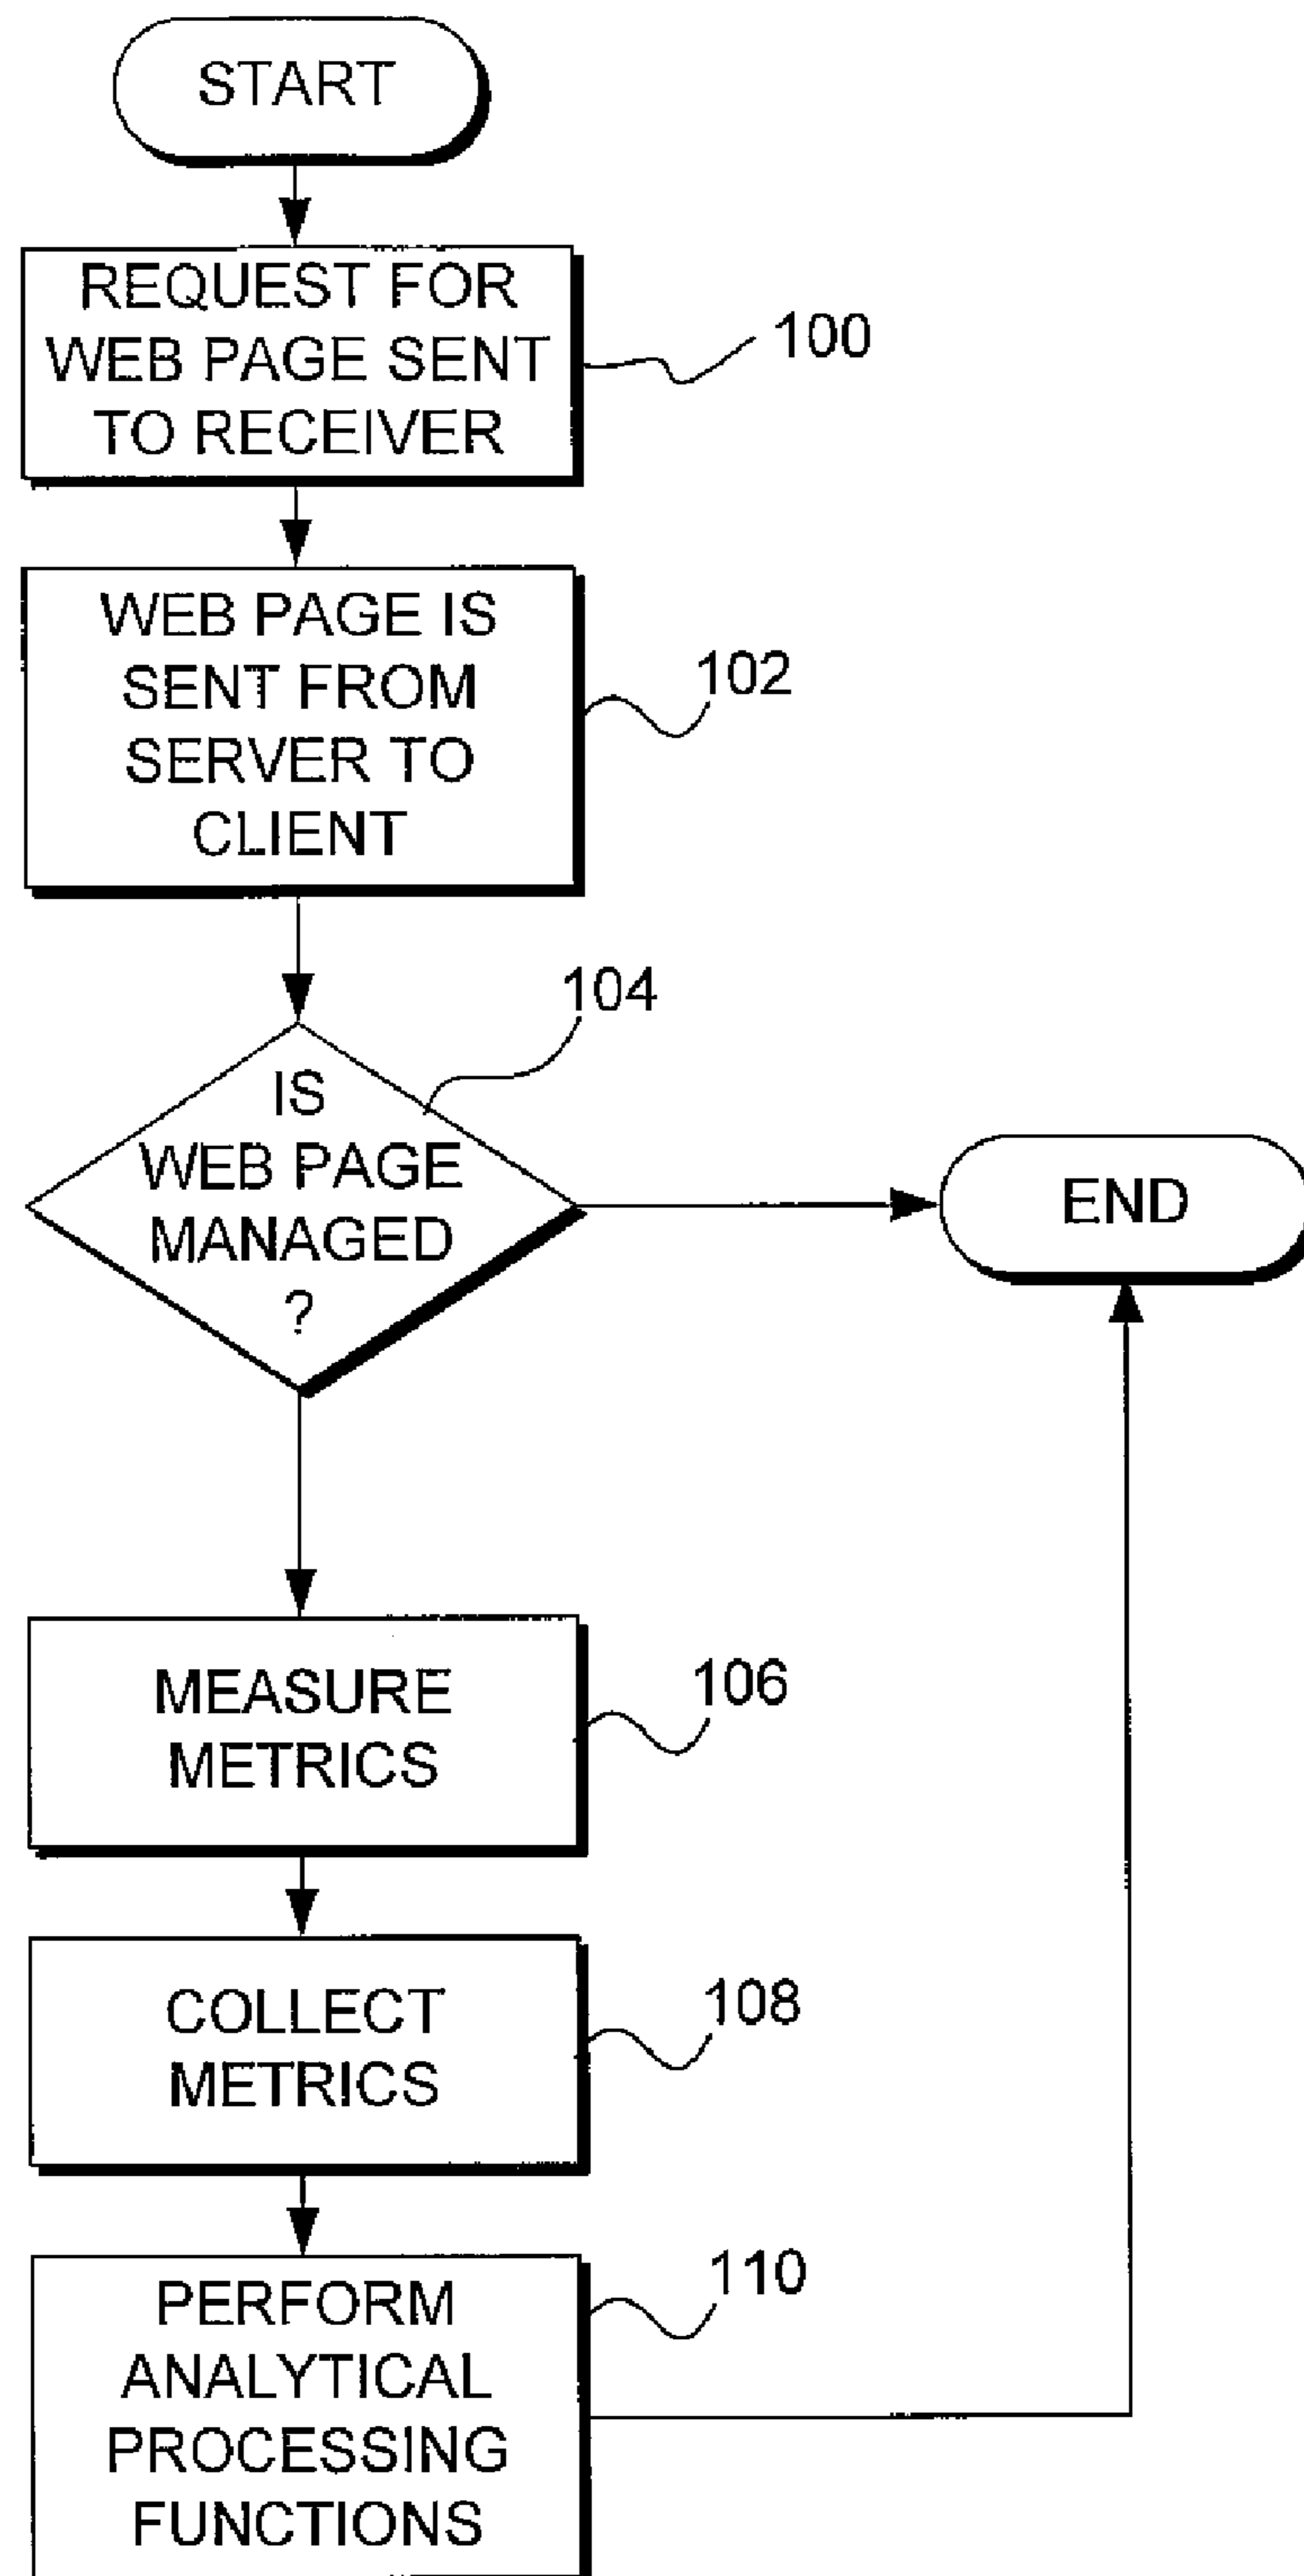 START
REQUEST FOR
WEB PAGE SENT
TO RECEIVER
100
WEB PAGE IS
SENT FROM
SERVER TO
CLIENT
102
104
IS
WEB PAGE
MANAGED
?
END
MEASURE
METRICS
106
COLLECT
METRICS
108
PERFORM
ANALYTICAL
PROCESSING
FUNCTIONS
110